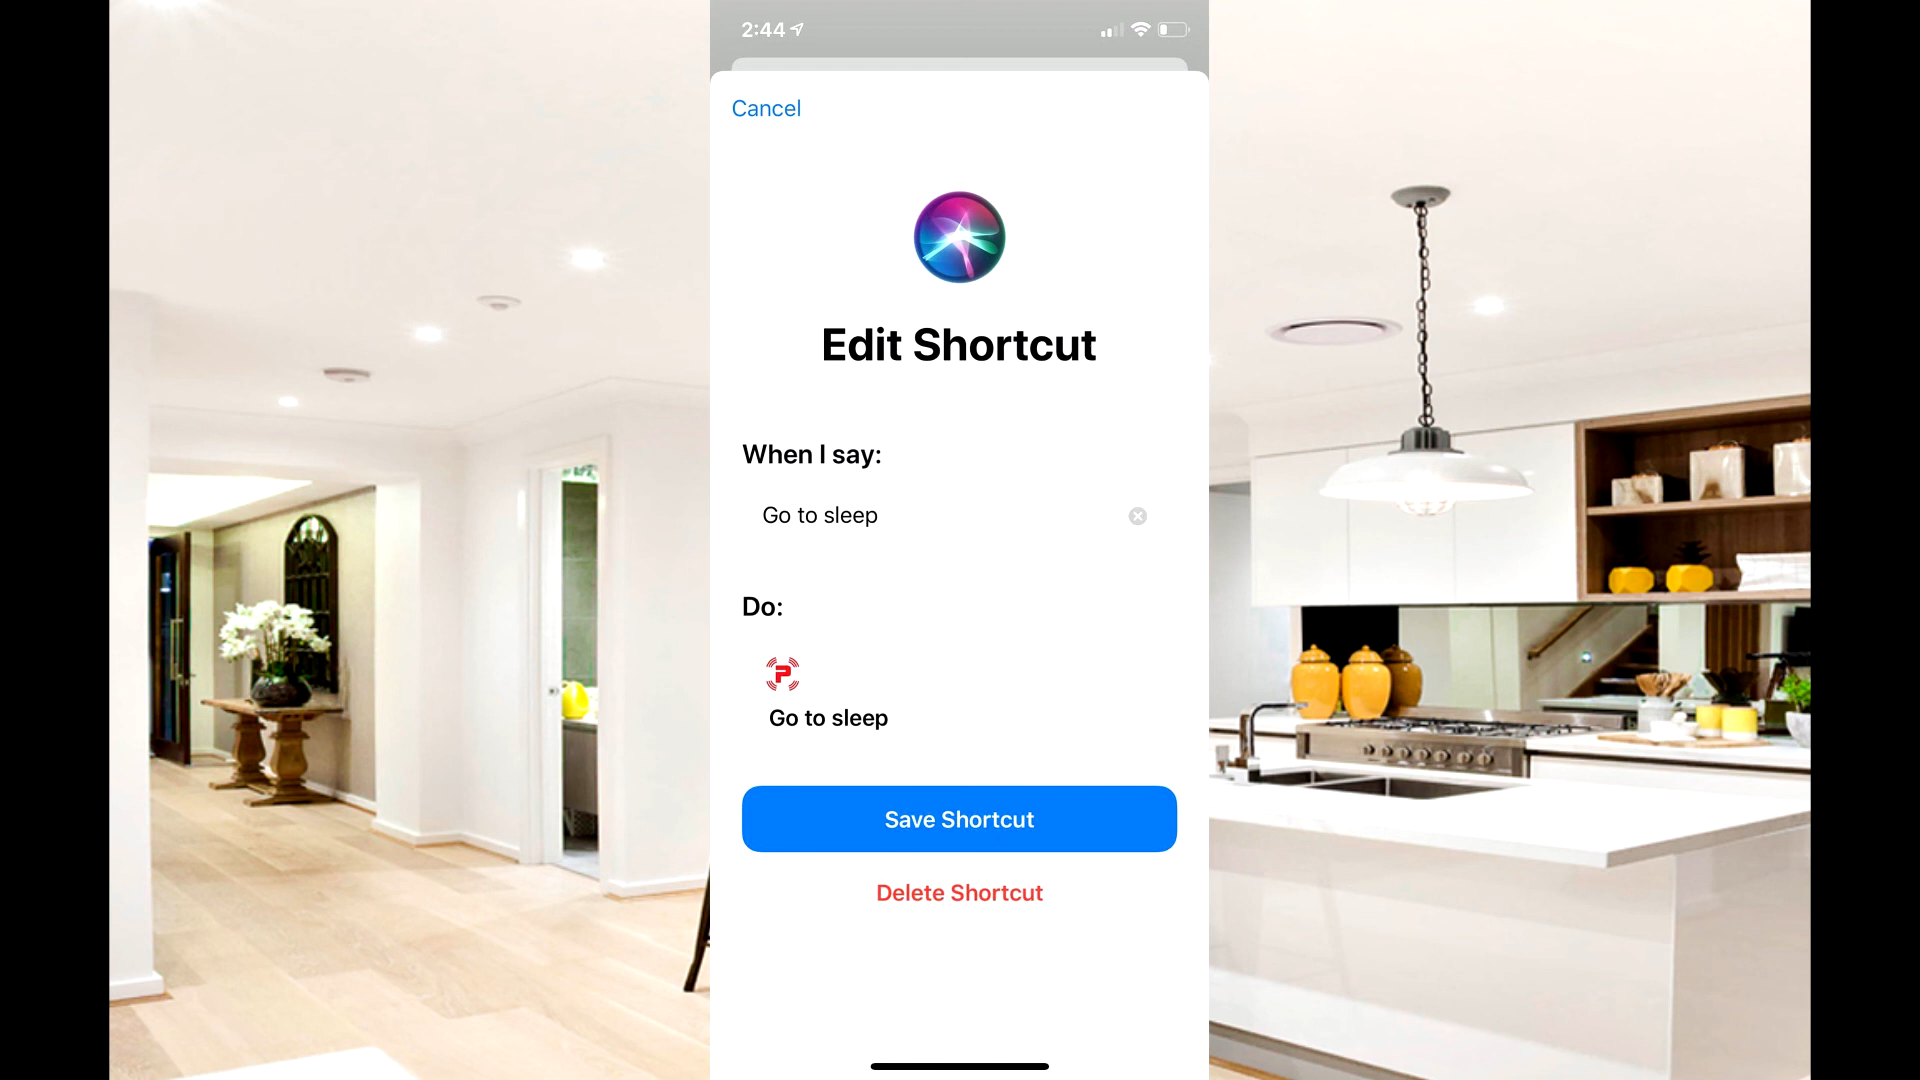 2:44
Cancel
Edit Shortcut
When I say:
Go to sleep
Do:
P
Go to sleep
Save Shortcut
Delete Shortcut